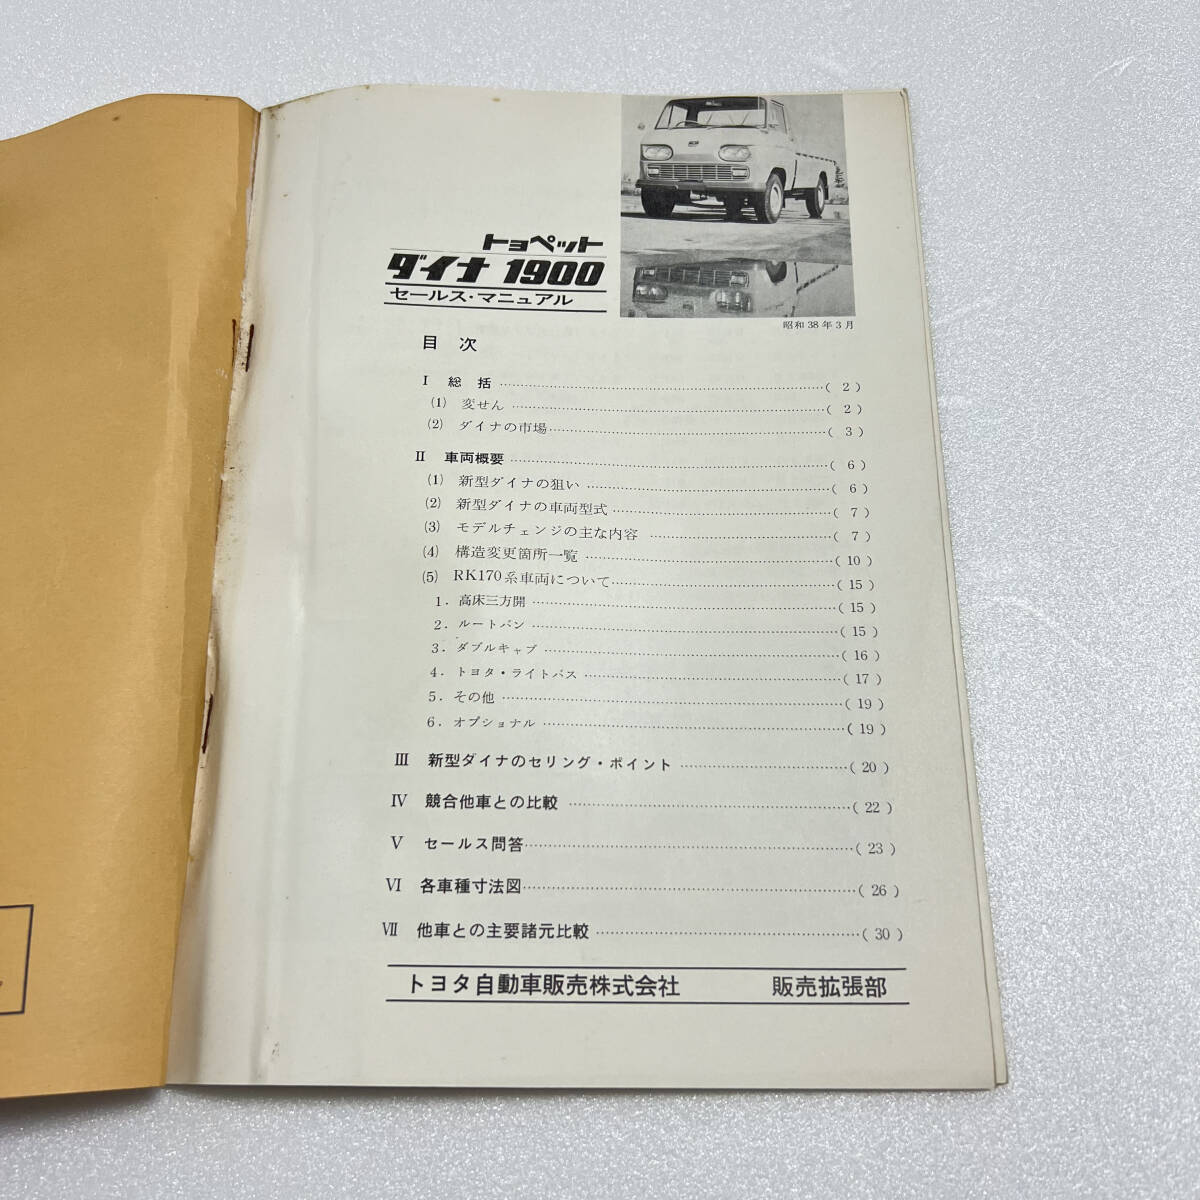 トヨペット
ダイナ 1900
セールス・マニュアル
昭和38年3月
目 次
I 総 括 ……( 2 )
(1) 変せん ……( 2 )
(2) ダイナの市場……( 3 )
II 車両概要 ……( 6 )
(1) 新型ダイナの狙い ……( 6 )
(2) 新型ダイナの車両型式 ……( 7 )
(3) モデルチェンジの主な内容 ……( 7 )
(4) 構造変更箇所一覧 ……(10 )
(5) RK170系車両について……(15 )
1. 高床三方開 ……(15 )
2. ルートバン ……(15 )
3. ダブルキャブ ……(16 )
4. トヨタ・ライトバス ……(17 )
5. その他 ……(19 )
6. オプショナル ……(19 )
III 新型ダイナのセリング・ポイント ……(20 )
IV 競合他車との比較 ……(22 )
V セールス問答……(23 )
VI 各車種寸法図……(26 )
VII 他車との主要諸元比較 ……(30 )
トヨタ自動車販売株式会社 販売拡張部